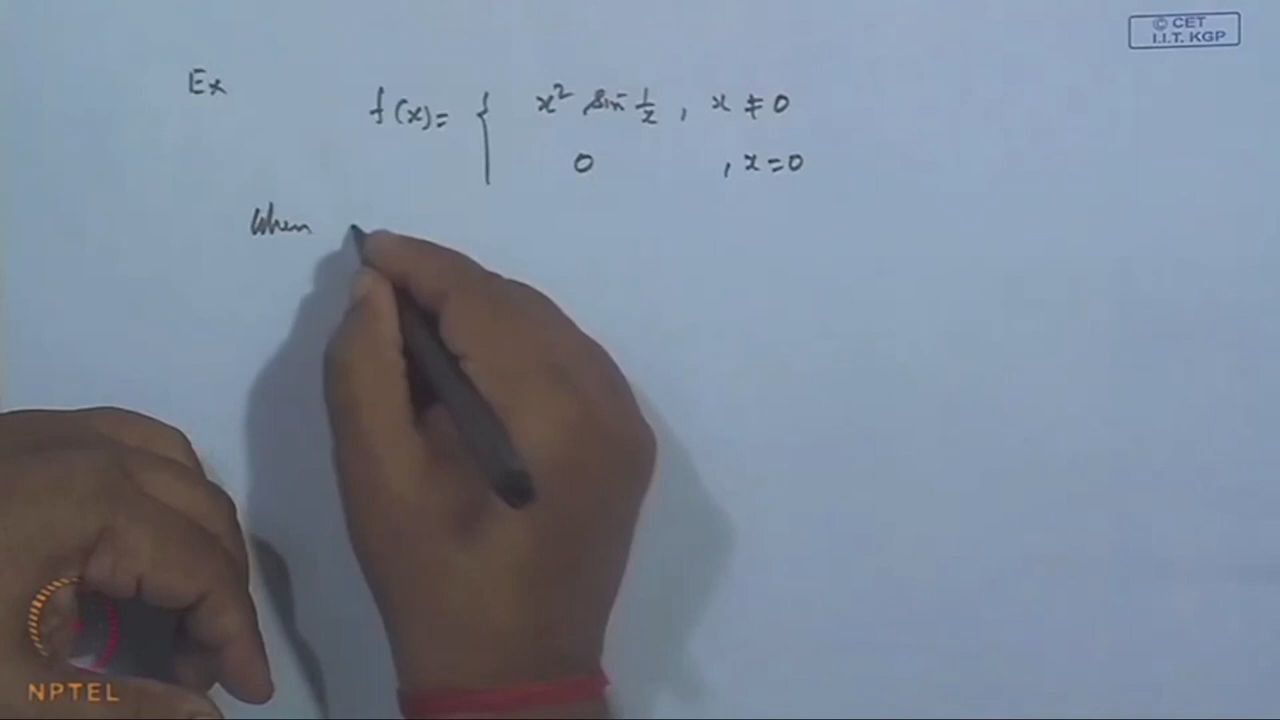 © CET
I.I.T. KGP
Ex
f(x)= { x² sin 1/x , x ≠ 0
0 , x=0
When
NPTEL